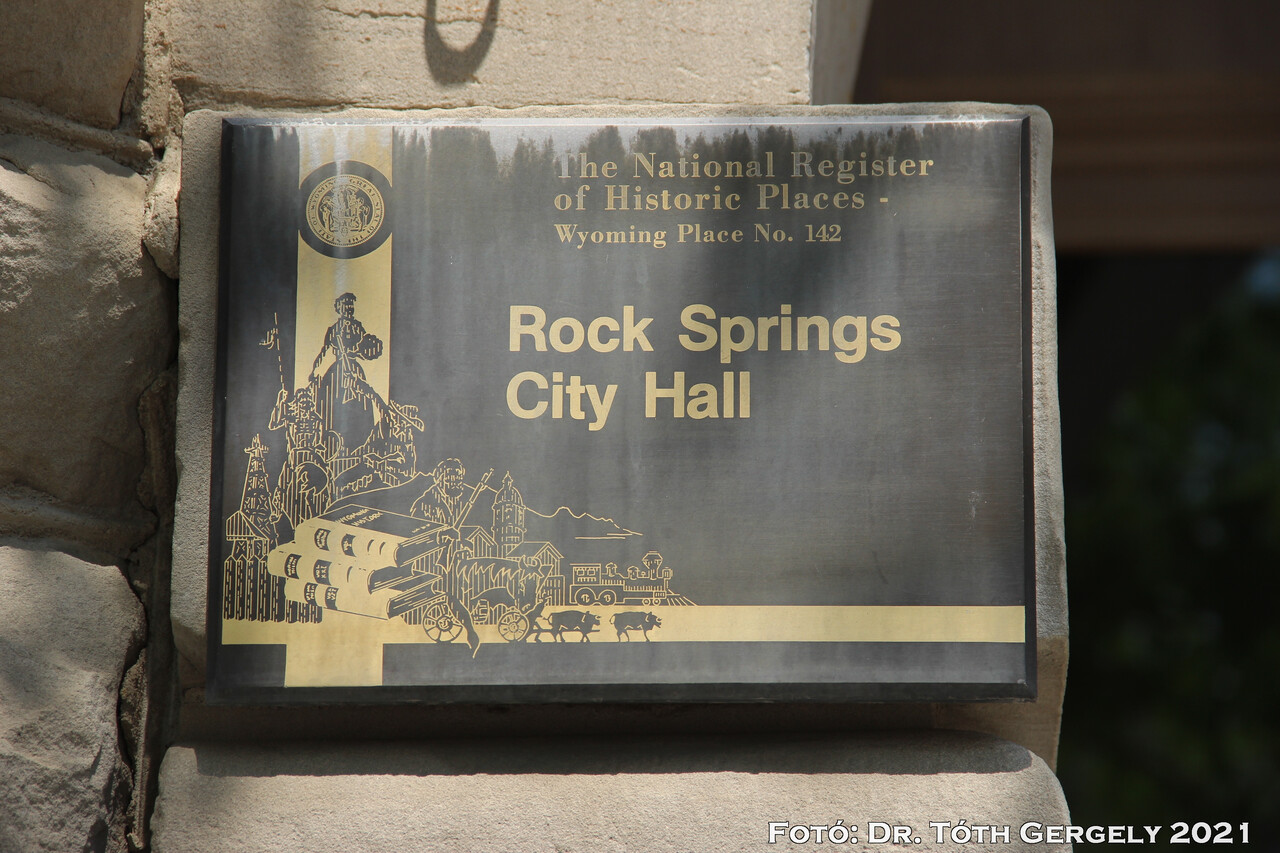 The National Register
of Historic Places -
Wyoming Place No. 142
Rock Springs
City Hall
Fotó: Dr. Tóth Gergely 2021